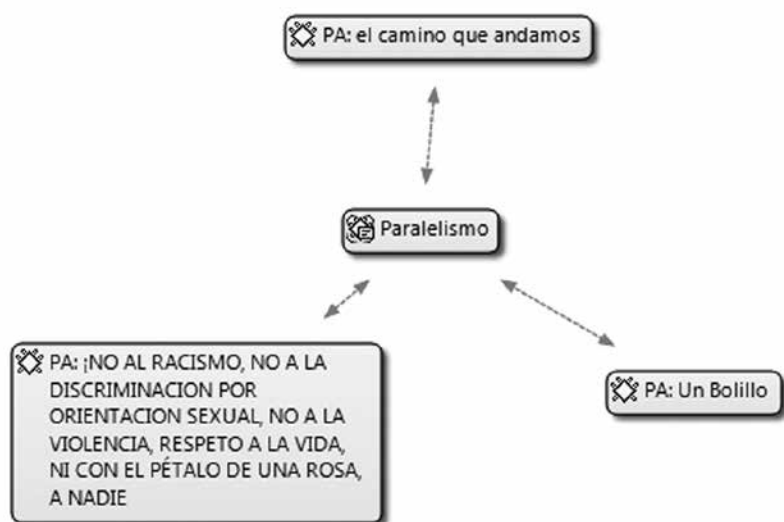 PA: el camino que andamos
Paralelismo
PA: ¡NO AL RACISMO, NO A LA
DISCRIMINACION POR
ORIENTACION SEXUAL, NO A LA
VIOLENCIA, RESPETO A LA VIDA,
NI CON EL PÉTALO DE UNA ROSA,
A NADIE
PA: Un Bolillo